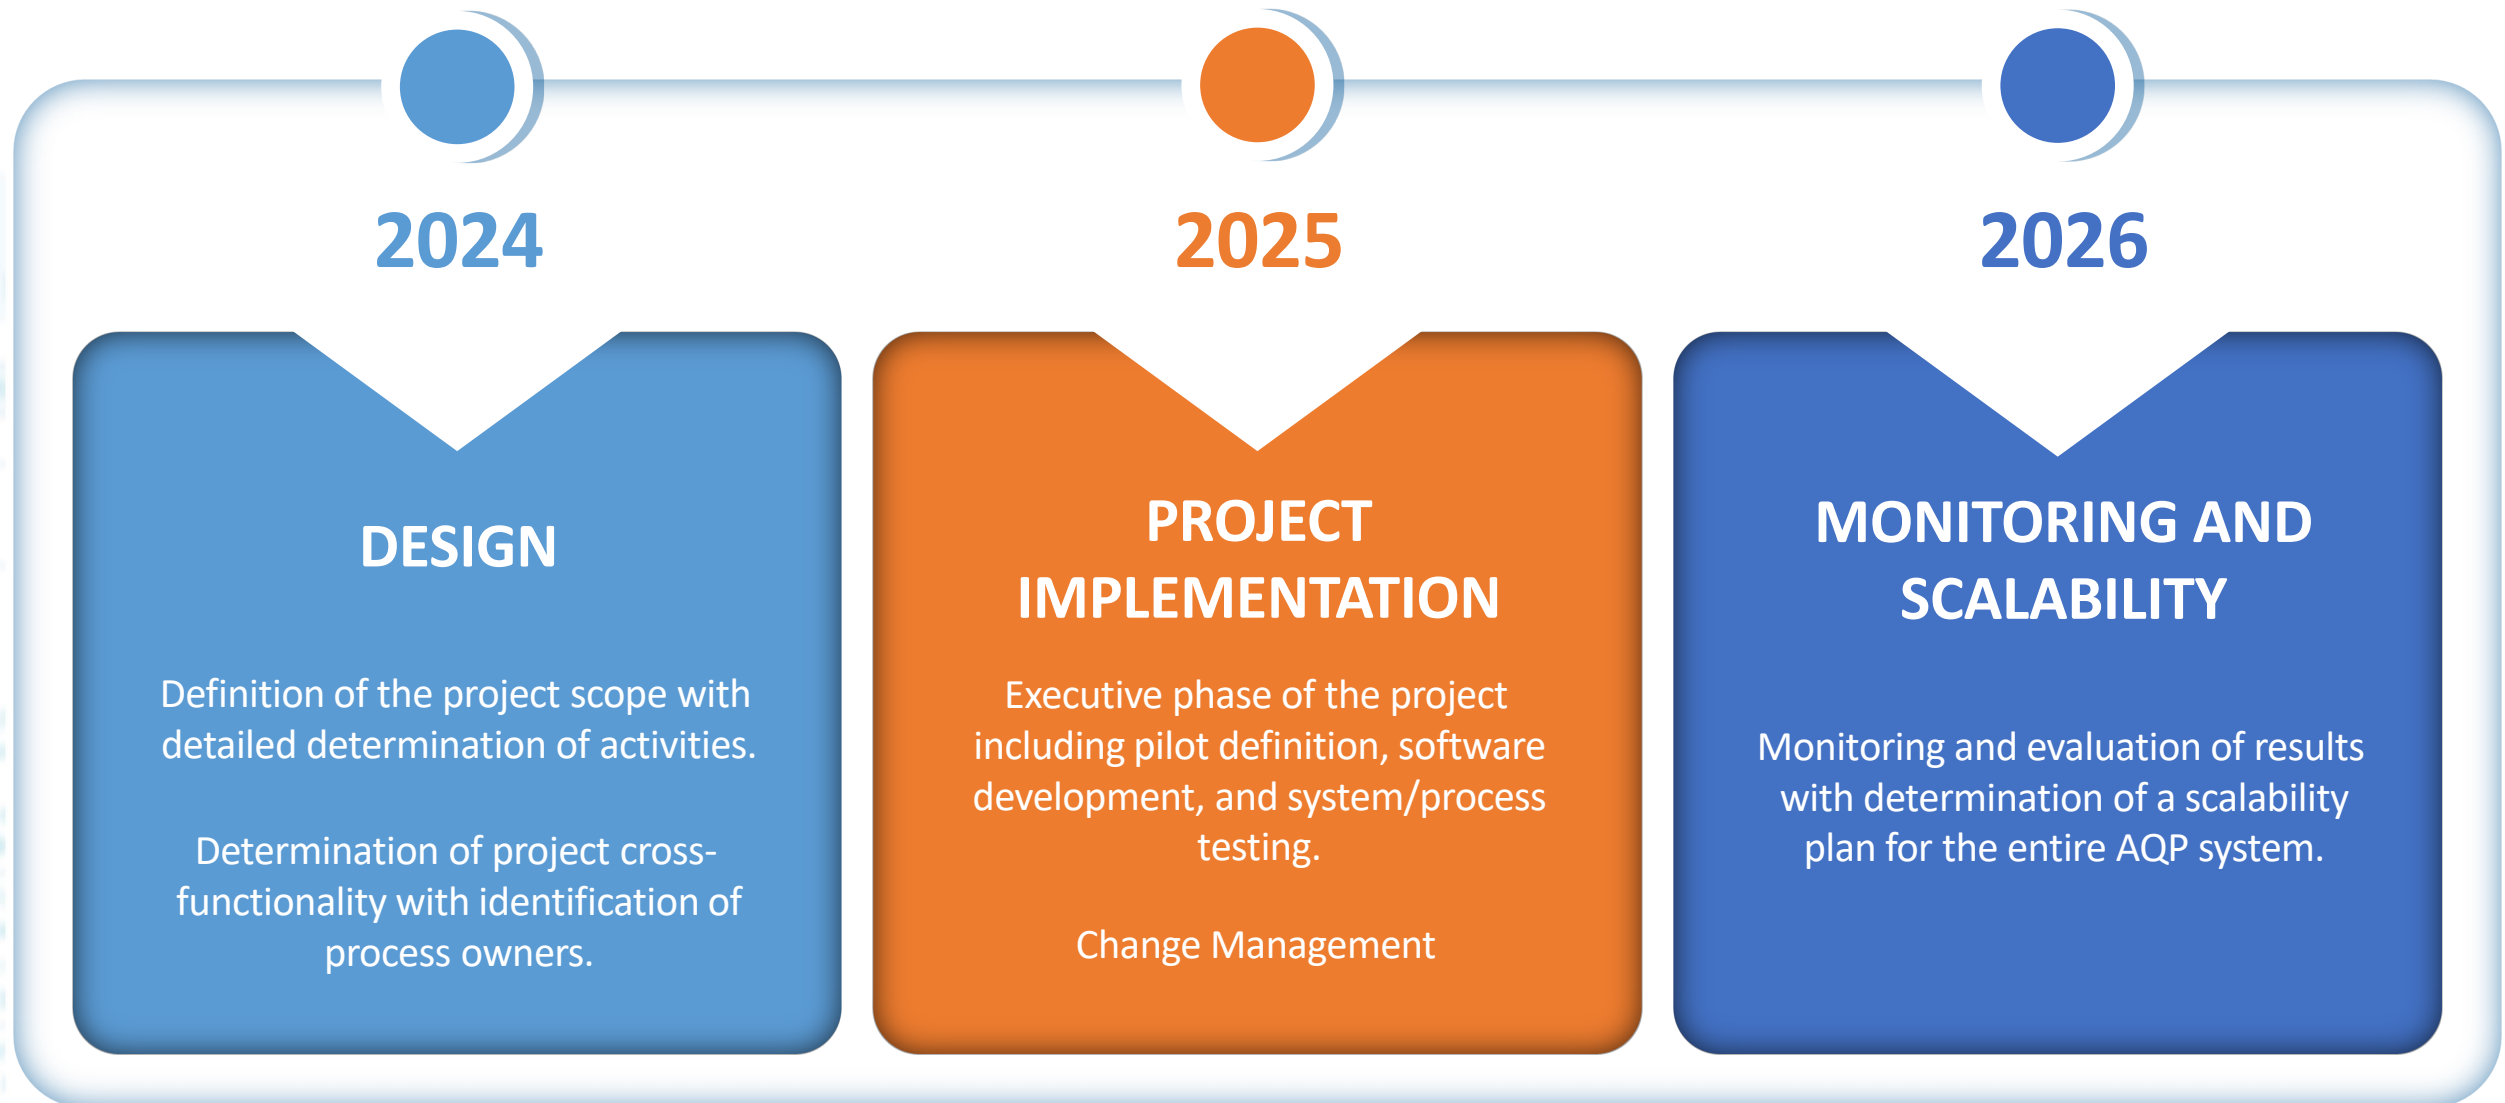 2024
DESIGN
Definition of the project scope with
detailed determination of activities.
Determination of project cross-
functionality with identification of
process owners.
2025
PROJECT
IMPLEMENTATION
Executive phase of the project
including pilot definition, software
development, and system/process
testing.
Change Management
2026
MONITORING AND
SCALABILITY
Monitoring and evaluation of results
with determination of a scalability
plan for the entire AQP system.